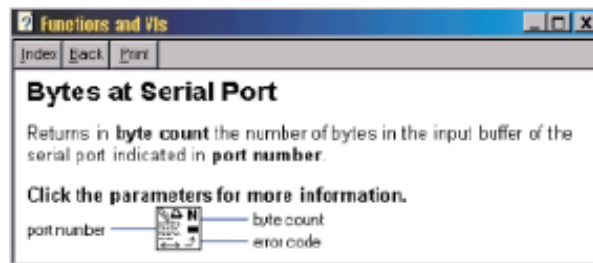 Functions and VIs
Index Back Print
Bytes at Serial Port
Returns in byte count the number of bytes in the input buffer of the
serial port indicated in port number.
Click the parameters for more information.
port number
byte count
error code